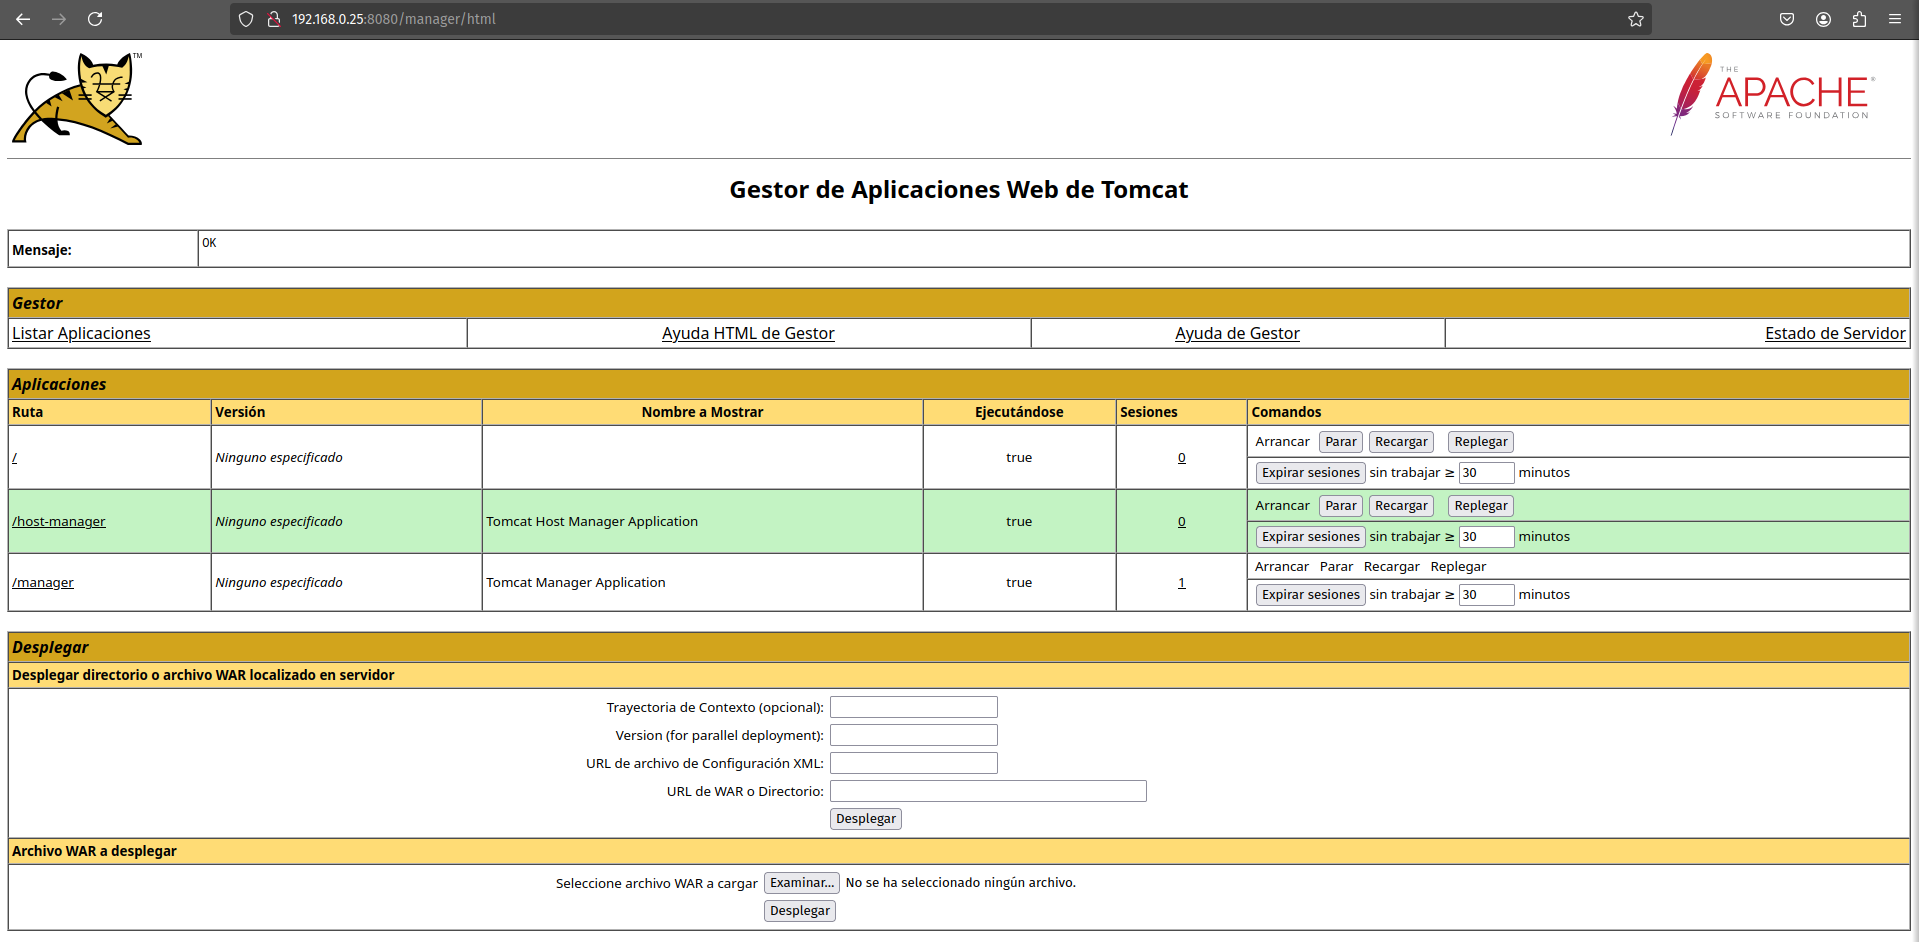 192.168.0.25:8080/manager/html
TM
THE
APACHE®
SOFTWARE FOUNDATION
Gestor de Aplicaciones Web de Tomcat
Mensaje: OK
Gestor
Listar Aplicaciones Ayuda HTML de Gestor Ayuda de Gestor Estado de Servidor
Aplicaciones
Ruta Versión Nombre a Mostrar Ejecutándose Sesiones Comandos
/ Ninguno especificado true 0 Arrancar Parar Recargar Replegar
Expirar sesiones sin trabajar ≥ 30 minutos
/host-manager Ninguno especificado Tomcat Host Manager Application true 0 Arrancar Parar Recargar Replegar
Expirar sesiones sin trabajar ≥ 30 minutos
/manager Ninguno especificado Tomcat Manager Application true 1 Arrancar Parar Recargar Replegar
Expirar sesiones sin trabajar ≥ 30 minutos
Desplegar
Desplegar directorio o archivo WAR localizado en servidor
Trayectoria de Contexto (opcional):
Version (for parallel deployment):
URL de archivo de Configuración XML:
URL de WAR o Directorio:
Desplegar
Archivo WAR a desplegar
Seleccione archivo WAR a cargar Examinar... No se ha seleccionado ningún archivo.
Desplegar